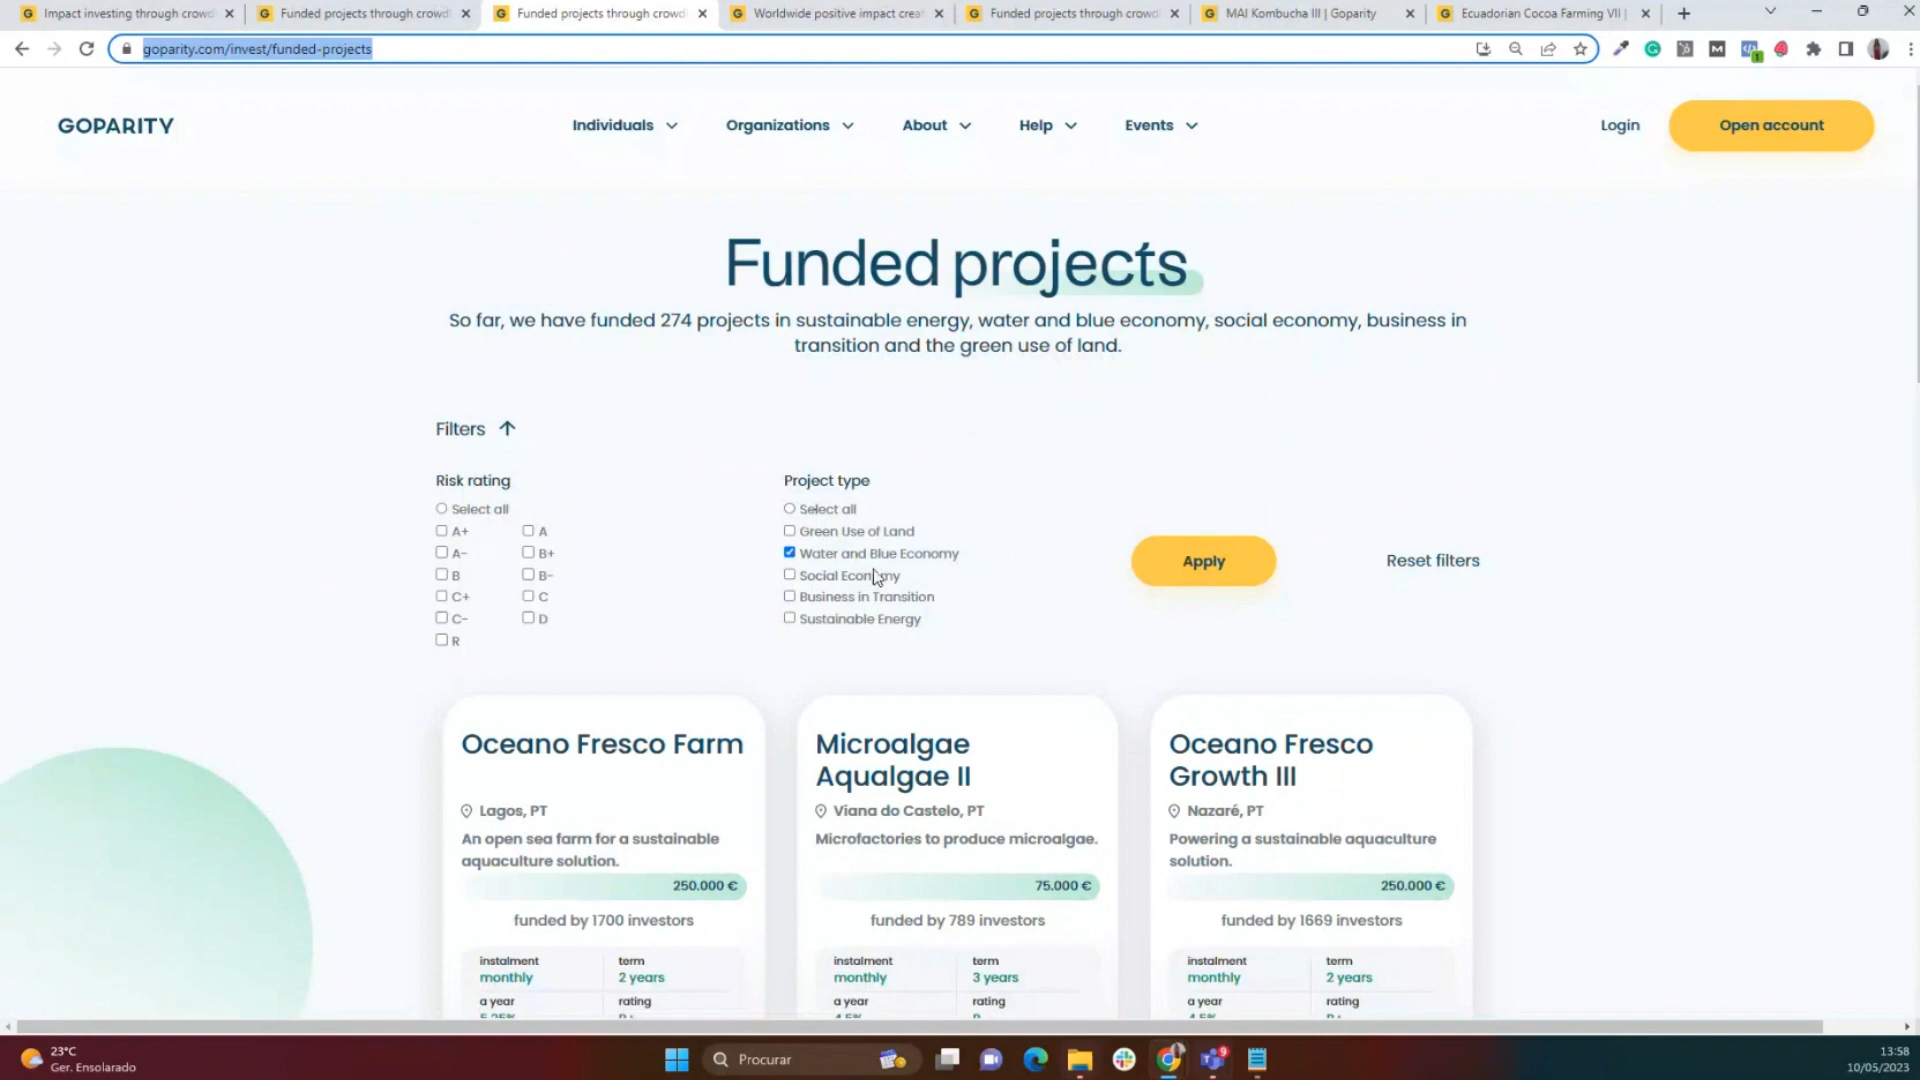 Impact investing through crowd
Funded projects through crowdl
Funded projects through crowdl
Worldwide positive impact crea
Funded projects through crowd
MAI Kombucha III | Goparity
Ecuadorian Cocoa Farming VII |
goparity.com/invest/funded-projects
GOPARITY
Individuals
Organizations
About
Help
Events
Login
Open account
Funded projects
So far, we have funded 274 projects in sustainable energy, water and blue economy, social economy, business in
transition and the green use of land.
Filters
Risk rating
Select all
A+ A
A- B+
B B-
C+ C
C- D
R
Project type
Select all
Green Use of Land
Water and Blue Economy
Social Economy
Business in Transition
Sustainable Energy
Apply
Reset filters
Oceano Fresco Farm
Lagos, PT
An open sea farm for a sustainable
aquaculture solution.
250.000 €
funded by 1700 investors
instalment term
monthly 2 years
a year rating
5.25% B+
Microalgae
Aqualgae II
Viana do Castelo, PT
Microfactories to produce microalgae.
75.000 €
funded by 789 investors
instalment term
monthly 3 years
a year rating
4.5%
Oceano Fresco
Growth III
Nazaré, PT
Powering a sustainable aquaculture
solution.
250.000 €
funded by 1669 investors
instalment term
monthly 2 years
a year rating
4.5%
23°C
Ger. Ensolarado
Procurar
9
13:58
10/05/2023